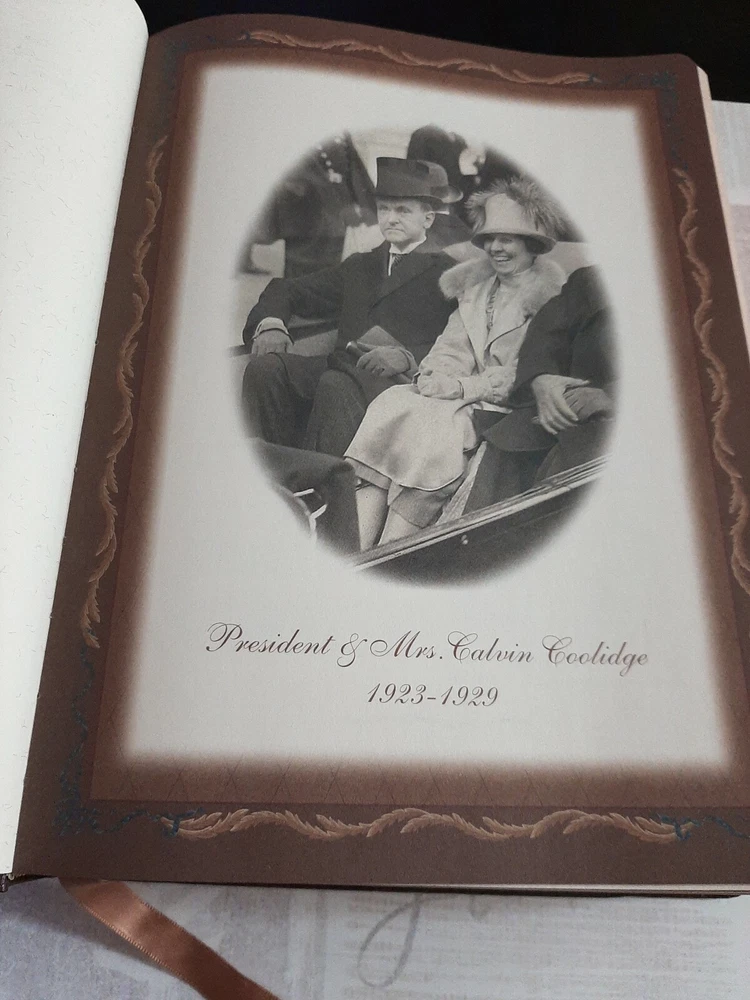 President & Mrs. Calvin Coolidge
1923-1929